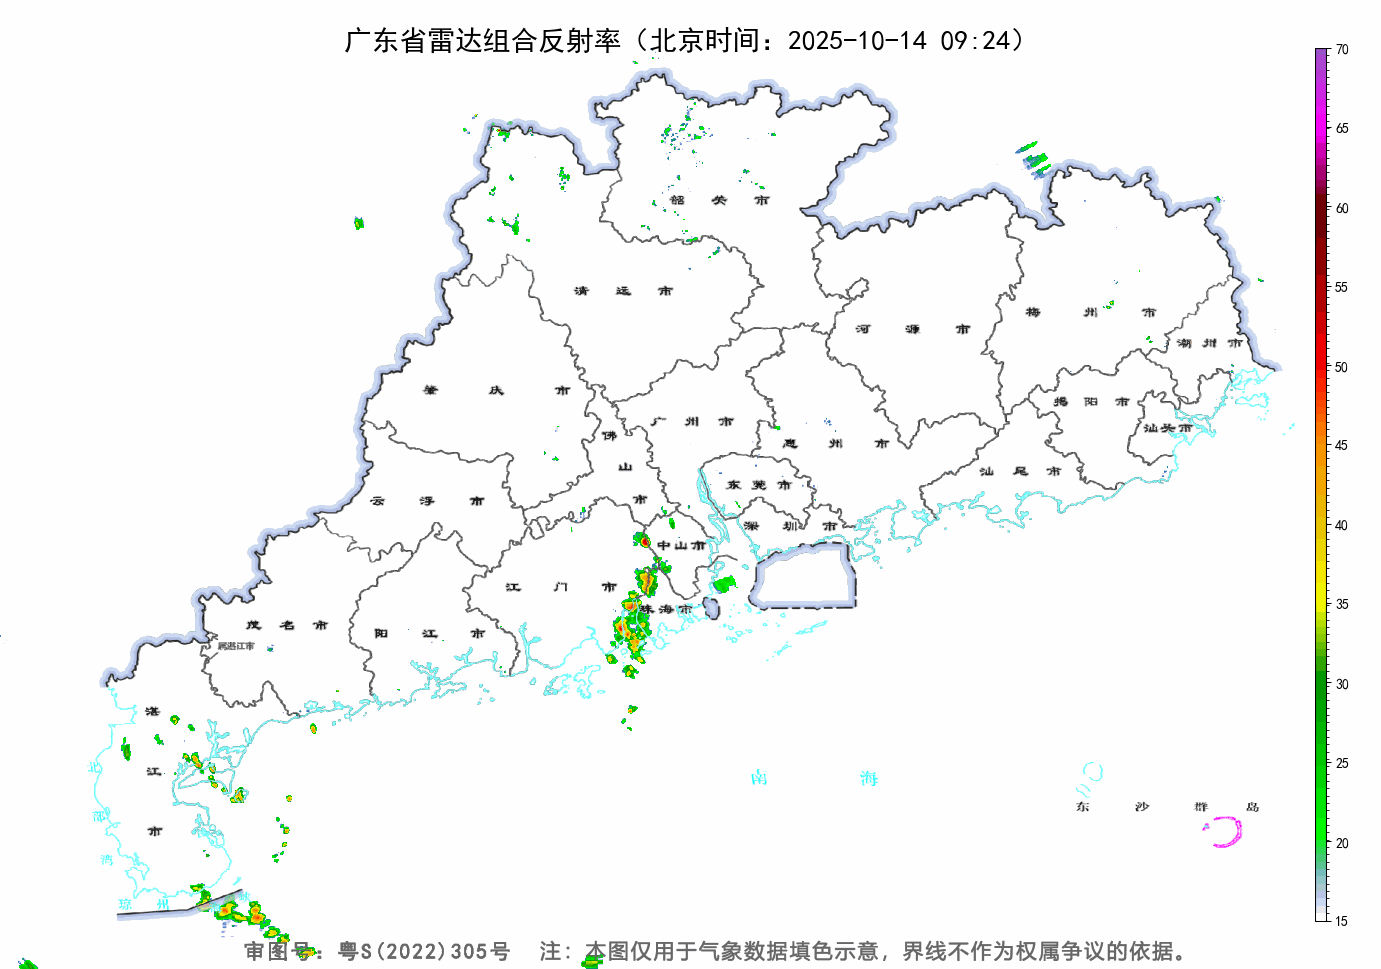 广东省雷达组合反射率（北京时间：2025-10-14 09:24）
70
65
60
55
50
45
40
35
30
25
20
15
韶关市
清远市
河源市
梅州市
潮州市
肇庆市
广州市
佛山市
惠州市
揭阳市
汕头市
汕尾市
云浮市
东莞市
深圳市
中山市
江门市
珠海市
茂名市
属湛江市
阳江市
湛江市
北部湾
琼州海峡
南海
东沙群岛
审图号：粤S(2022)305号 注：本图仅用于气象数据填色示意，界线不作为权属争议的依据。